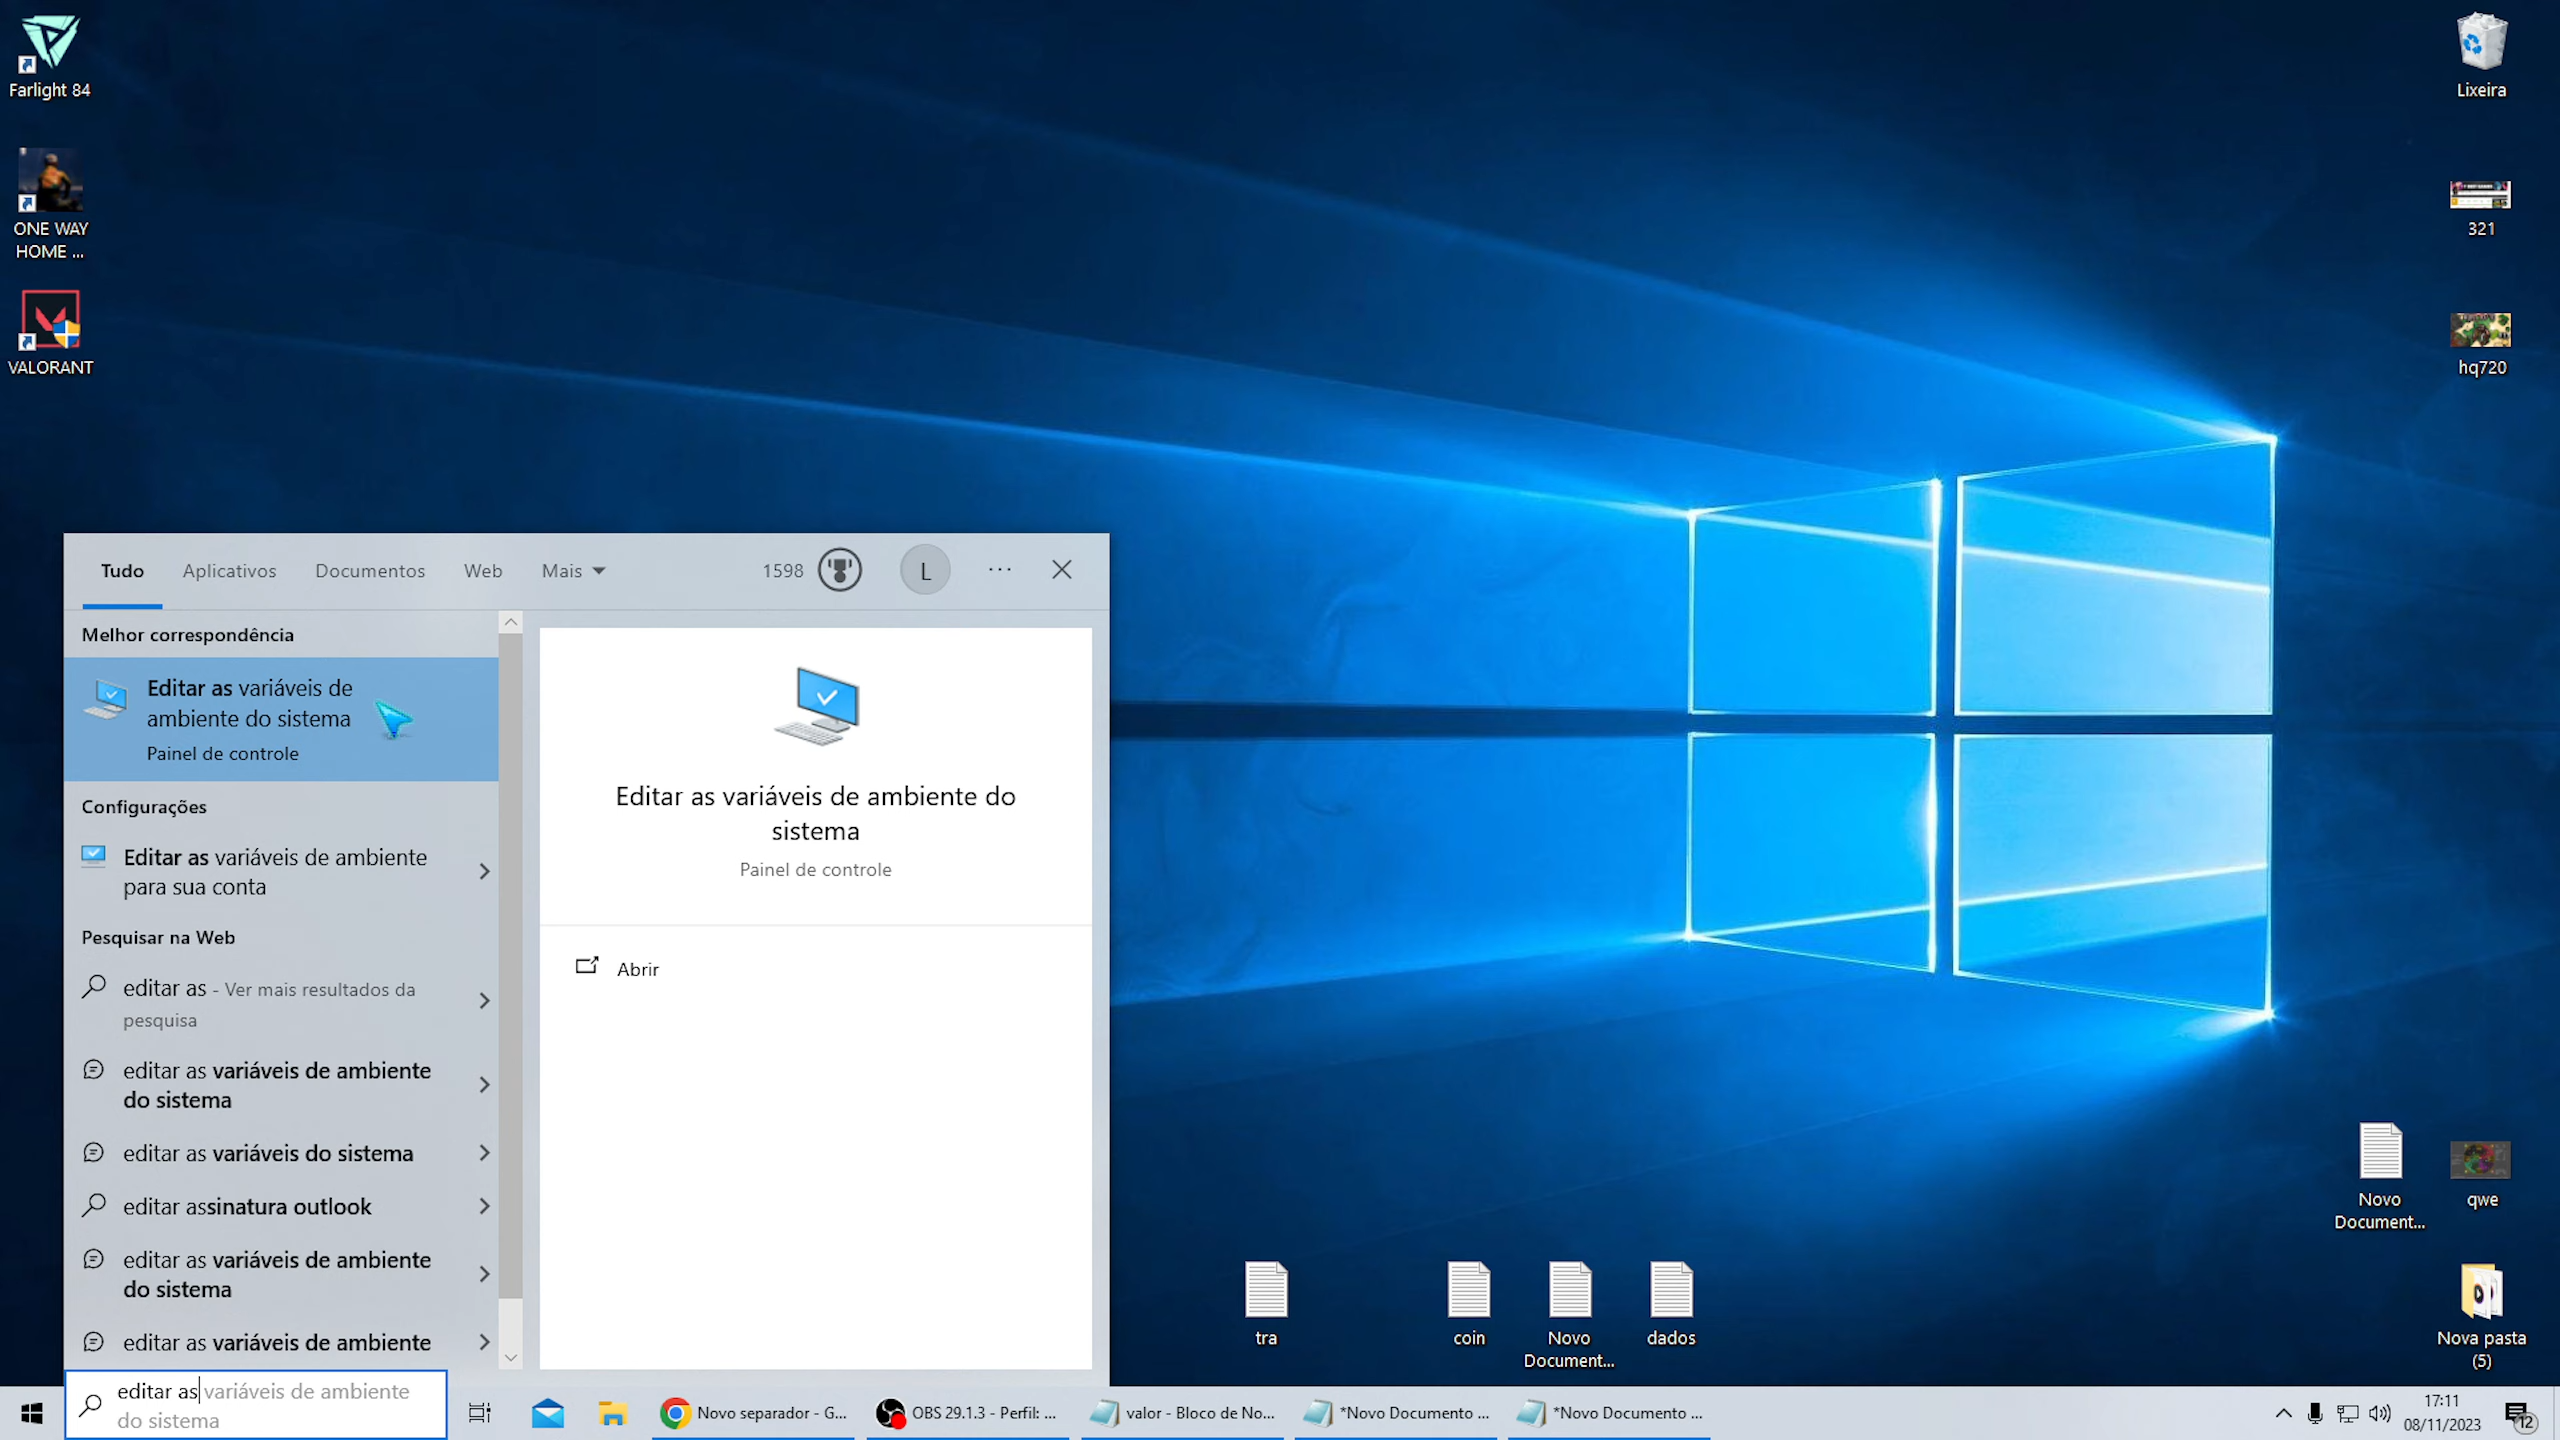 Farlight 84
ONE WAY
HOME ...
VALORANT
Lixeira
321
hq720
Tudo
Aplicativos
Documentos
Web
Mais
1598
L
Melhor correspondência
Editar as variáveis de
ambiente do sistema
Painel de controle
Configurações
Editar as variáveis de ambiente
para sua conta
Pesquisar na Web
editar as - Ver mais resultados da
pesquisa
editar as variáveis de ambiente
do sistema
editar as variáveis do sistema
editar assinatura outlook
editar as variáveis de ambiente
do sistema
editar as variáveis de ambiente
Editar as variáveis de ambiente do
sistema
Painel de controle
Abrir
Novo
Document...
qwe
tra
coin
Novo
Document...
dados
Nova pasta
(5)
editar as variáveis de ambiente
do sistema
Novo separador - G...
OBS 29.1.3 - Perfil: ...
valor - Bloco de No...
*Novo Documento ...
*Novo Documento ...
17:11
08/11/2023
12